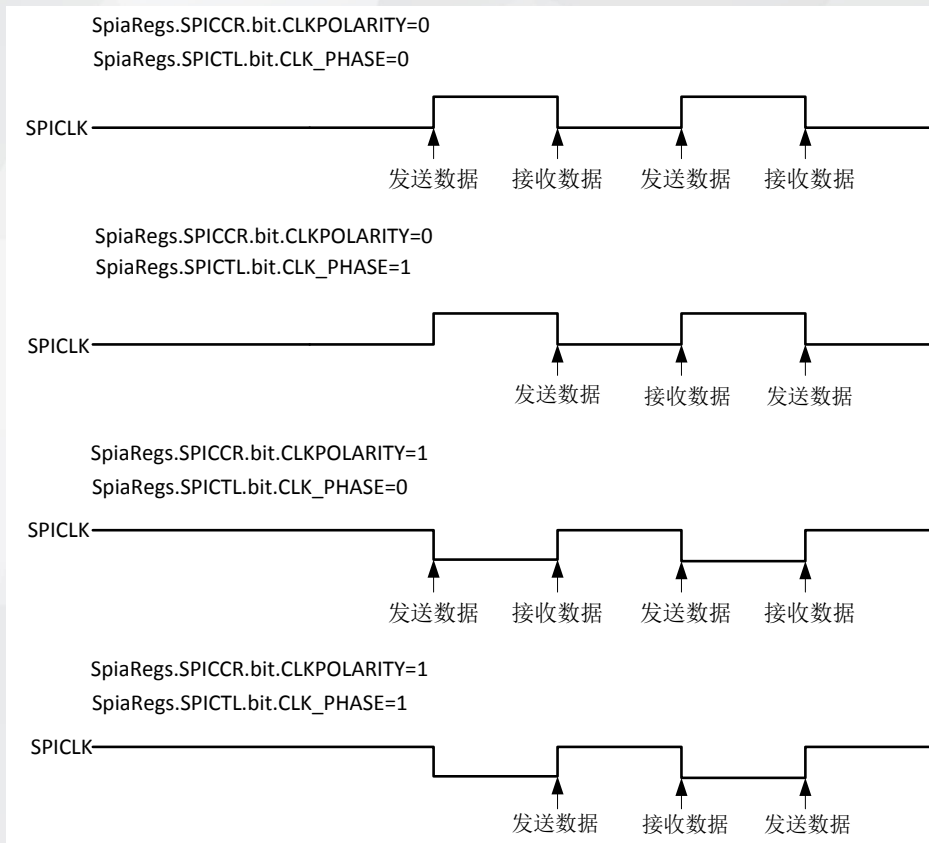 SpiaRegs.SPICCR.bit.CLKPOLARITY=0
SpiaRegs.SPICTL.bit.CLK_PHASE=0
SPICLK
发送数据 接收数据 发送数据 接收数据
SpiaRegs.SPICCR.bit.CLKPOLARITY=0
SpiaRegs.SPICTL.bit.CLK_PHASE=1
SPICLK
发送数据 接收数据 发送数据
SpiaRegs.SPICCR.bit.CLKPOLARITY=1
SpiaRegs.SPICTL.bit.CLK_PHASE=0
SPICLK
发送数据 接收数据 发送数据 接收数据
SpiaRegs.SPICCR.bit.CLKPOLARITY=1
SpiaRegs.SPICTL.bit.CLK_PHASE=1
SPICLK
发送数据 接收数据 发送数据